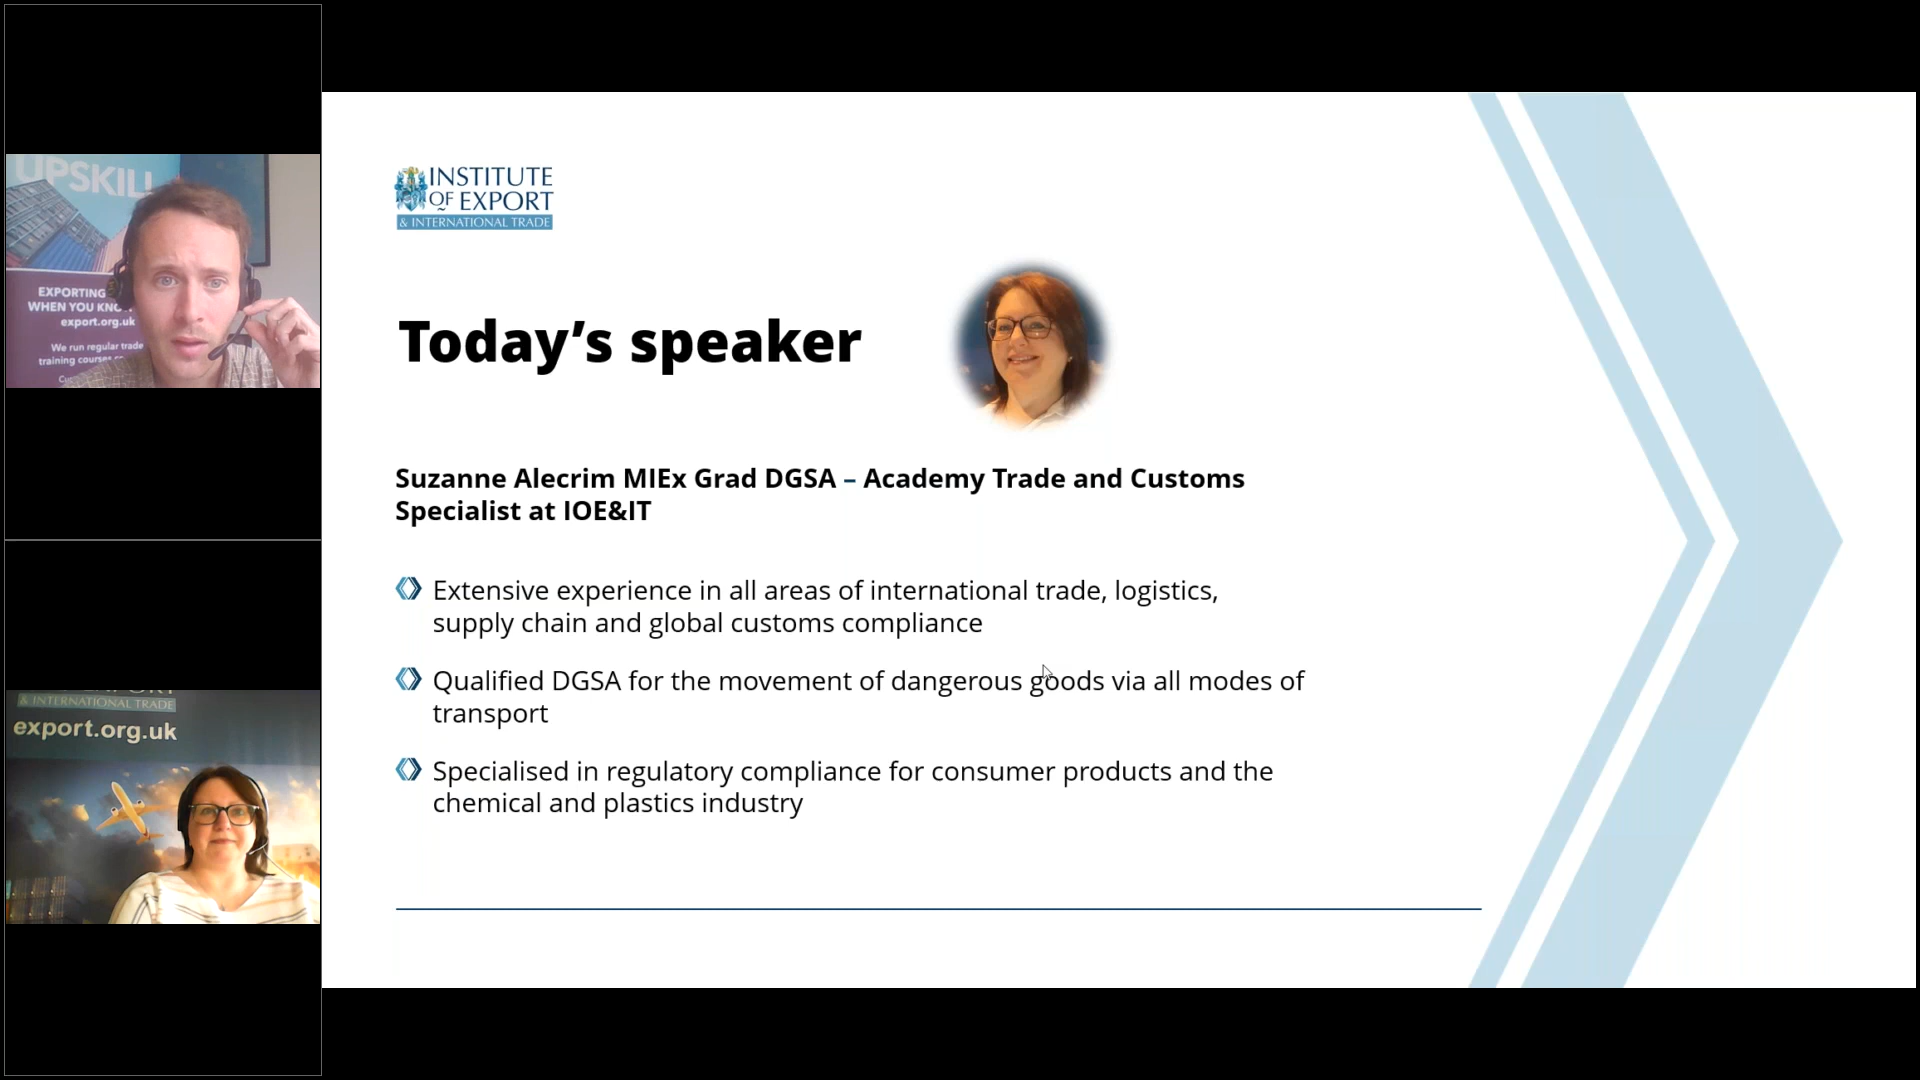 UPSKILL
EXPORTING
WHEN YOU KNO
export.org.uk
We run regular trade
training courses
& INTERNATIONAL TRADE
export.org.uk
INSTITUTE
OF EXPORT
& INTERNATIONAL TRADE
Today’s speaker
Suzanne Alecrim MIEx Grad DGSA – Academy Trade and Customs
Specialist at IOE&IT
Extensive experience in all areas of international trade, logistics,
supply chain and global customs compliance
Qualified DGSA for the movement of dangerous goods via all modes of
transport
Specialised in regulatory compliance for consumer products and the
chemical and plastics industry